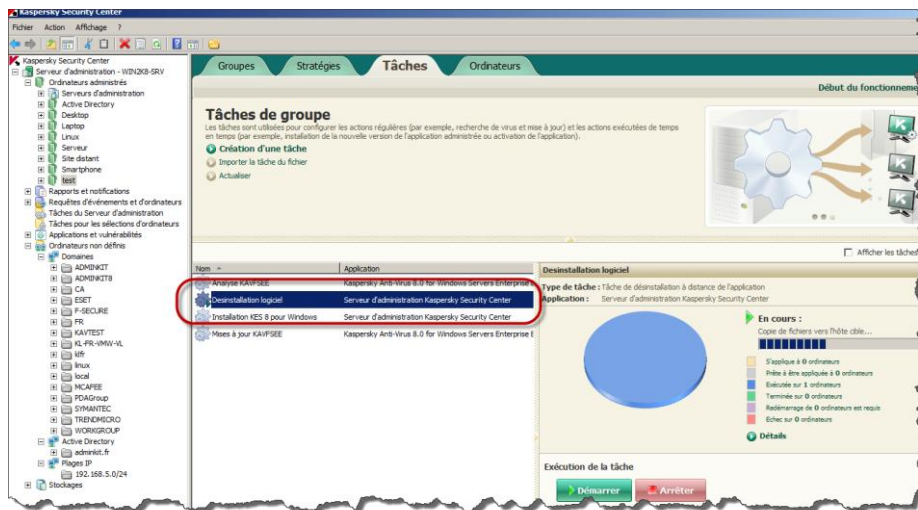 Kaspersky Security Center
Fichier Action Affichage ?
Kaspersky Security Center
Serveur d'administration - WIN2K8-SRV
Ordinateurs administrés
Serveurs d'administration
Active Directory
Desktop
Laptop
Linux
Serveur
Site distant
Smartphone
test
Rapports et notifications
Requêtes d'événements et d'ordinateurs
Tâches du Serveur d'administration
Tâches pour les sélections d'ordinateurs
Applications et vulnérabilités
Ordinateurs non définis
Domaines
ADMINKIT
ADMINKIT8
CA
ESET
F-SECURE
FR
KAVTEST
KL-FR-VMW-VL
klfr
linux
local
MCAFEE
PDAGroup
SYMANTEC
TRENDMICRO
WORKGROUP
Active Directory
adminkit.fr
Plages IP
192.168.5.0/24
Stockages
Groupes Stratégies Tâches Ordinateurs
Début du fonctionneme
Tâches de groupe
Les tâches sont utilisées pour configurer les actions régulières (par exemple, recherche de virus et mise à jour) et les actions exécutées de temps
en temps (par exemple, installation de la nouvelle version de l'application administrée ou activation de
l'application).
Création d'une tâche
Importer la tâche du fichier
Actualiser
Afficher les tâches
Nom Application
Analyse KAVFSEE Kaspersky Anti-Virus 8.0 for Windows Servers Enterprise E
Desinstallation logiciel Serveur d'administration Kaspersky Security Center
Installation KES 8 pour Windows Serveur d'administration Kaspersky Security Center
Mises à jour KAVFSEE Kaspersky Anti-Virus 8.0 for Windows Servers Enterprise E
Desinstallation logiciel
Type de tâche : Tâche de désinstallation à distance de l'application
Application : Serveur d'administration Kaspersky Security Center
En cours :
Copie de fichiers vers l'hôte cible...
S'applique à 0 ordinateurs
Prête à être appliquée à 0 ordinateurs
Exécutée sur 1 ordinateurs
Terminée sur 0 ordinateurs
Redémarrage de 0 ordinateurs est requis
Echec sur 0 ordinateurs
Détails
Exécution de la tâche
Démarrer Arrêter